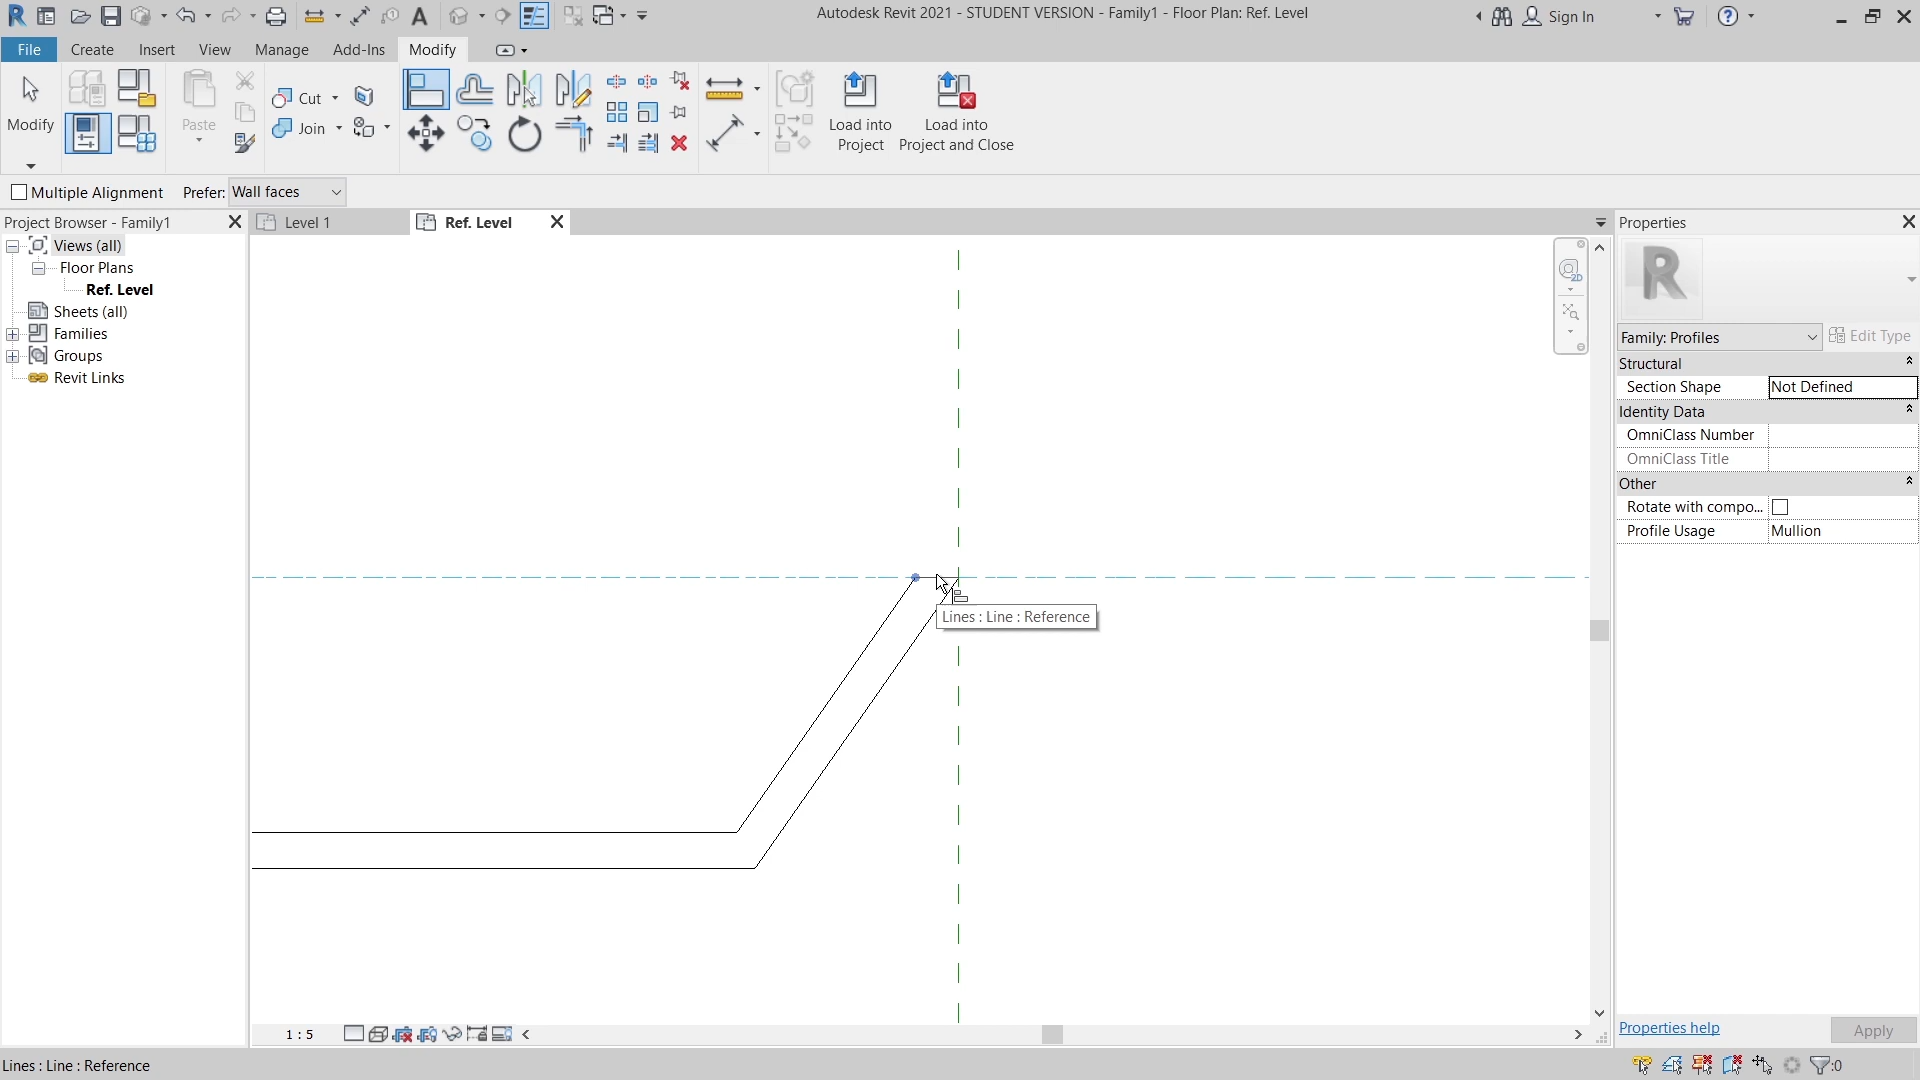 Autodesk Revit 2021 - STUDENT VERSION - Family1 - Floor Plan: Ref. Level
Sign In
File Create Insert View Manage Add-Ins Modify
Modify
Paste
Cut
Join
Load into
Project
Load into
Project and Close
Multiple Alignment Prefer: Wall faces
Project Browser - Family1
Views (all)
Floor Plans
Ref. Level
Sheets (all)
Families
Groups
Revit Links
Level 1
Ref. Level
2D
Lines : Line : Reference
1 : 5
Properties
R
Family: Profiles
Edit Type
Structural
Section Shape Not Defined
Identity Data
OmniClass Number
OmniClass Title
Other
Rotate with compo...
Profile Usage Mullion
Properties help
Apply
Lines : Line : Reference
:0